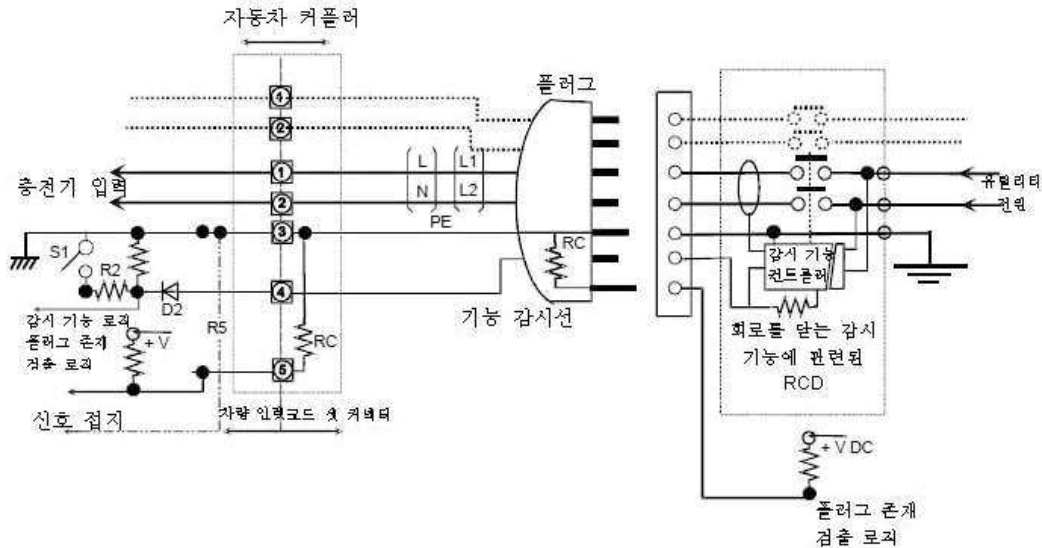 자동차 커플러
플러그
④
②
①
②
③
④
⑤
L
L1
N
L2
PE
충전기 입력
유틸리티
전원
S1
R2
D2
RC
RC
R5
감시 기능
컨트롤러
감시 기능 로직
플러그 존재
검출 로직
+ V
기능 감시선
회로를 닫는 감시
기능에 관련된
RCD
신호 접지
차량 인렛
코드 셋 커넥터
+ V DC
플러그 존재
검출 로직